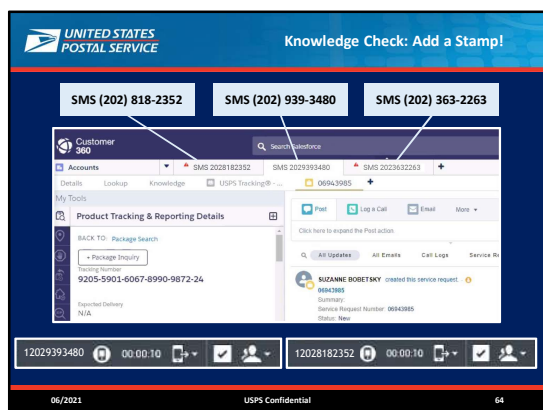 UNITED STATES
POSTAL SERVICE
Knowledge Check: Add a Stamp!
SMS (202) 818-2352
SMS (202) 939-3480
SMS (202) 363-2263
Customer
360
Search Salesforce
Accounts
SMS 2028182352
SMS 2029393480
SMS 2023632263
Details
Lookup
Knowledge
USPS Tracking® - ...
06943985
My Tools
Product Tracking & Reporting Details
Post
Log a Call
Email
More
Click here to expand the Post action.
BACK TO: Package Search
+ Package Inquiry
All Updates
All Emails
Call Logs
Service Re
Tracking Number
9205-5901-6067-8990-9872-24
SUZANNE BOBETSKY created this service request.
06943985
Summary:
Service Request Number: 06943985
Status: New
Expected Delivery
N/A
12029393480 00:00:10
12028182352 00:00:10
06/2021
USPS Confidential
64